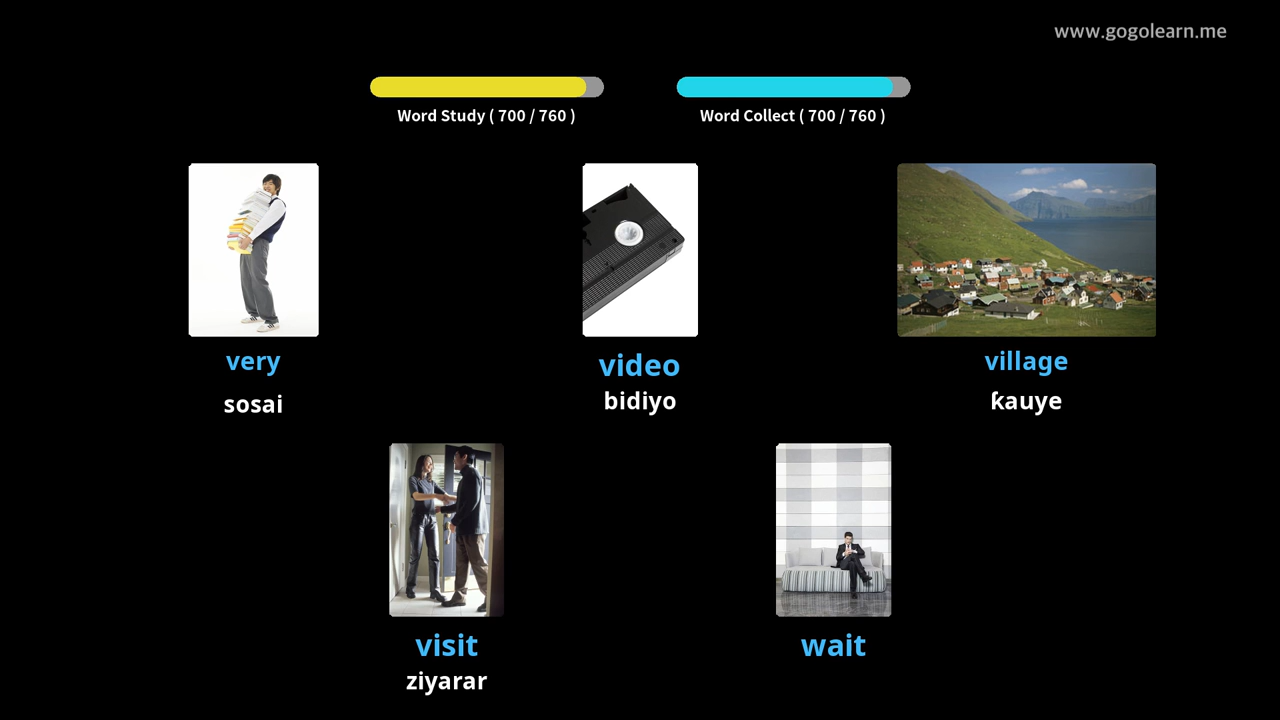 www.gogolearn.me
Word Study ( 700 / 760 )
Word Collect ( 700 / 760 )
very
sosai
video
bidiyo
village
ƙauye
visit
ziyarar
wait